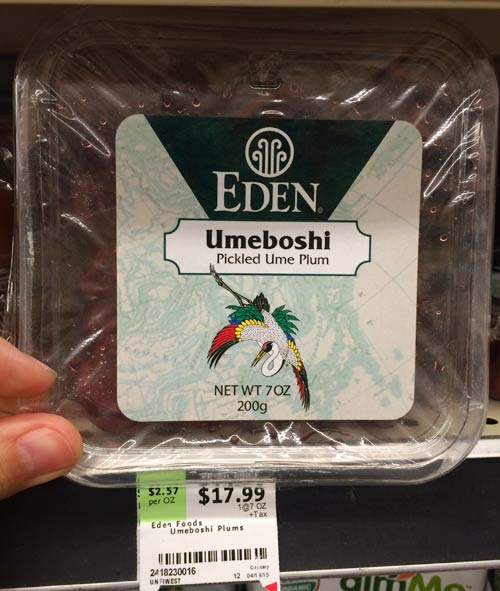 EDEN®
Umeboshi
Pickled Ume Plum
NET WT 7OZ
200g
$2.57
per OZ
$17.99
1@7 OZ
+Tax
Eden Foods
Umeboshi Plums
2418230016
Grocery
UNFIWEST
12